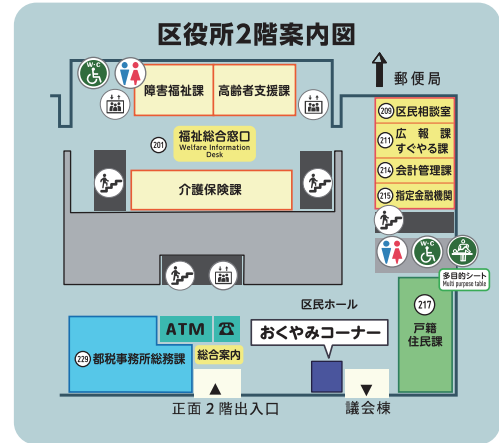 区役所2階案内図
W・C
郵便局
障害福祉課
高齢者支援課
209 区民相談室
211 広報課
すぐやる課
214 会計管理課
215 指定金融機関
201
福祉総合窓口
Welfare Information
Desk
介護保険課
W・C
多目的シート
Multi purpose table
217
戸籍
住民課
区民ホール
おくやみコーナー
ATM
総合案内
229 都税事務所総務課
正面2階出入口
議会棟